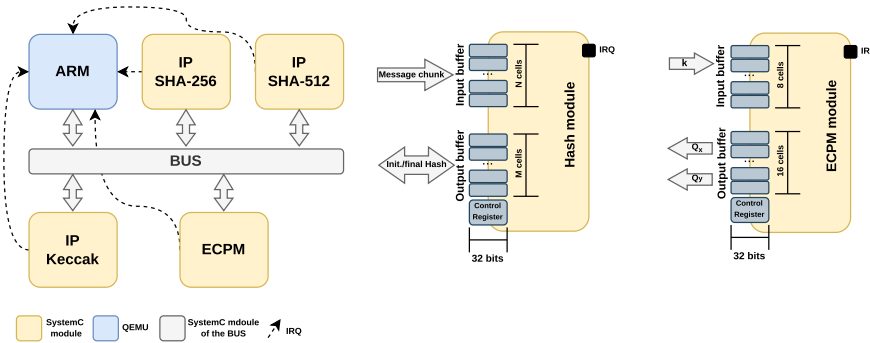 ARM
IP
SHA-256
IP
SHA-512
BUS
IP
Keccak
ECPM
SystemC
module
QEMU
SystemC mdoule
of the BUS
IRQ
Message chunk
Input buffer
...
N cells
Init./final Hash
Output buffer
...
M cells
Control
Register
32 bits
Hash module
IRQ
k
Input buffer
...
8 cells
Qx
Qy
Output buffer
...
16 cells
Control
Register
32 bits
ECPM module
IR